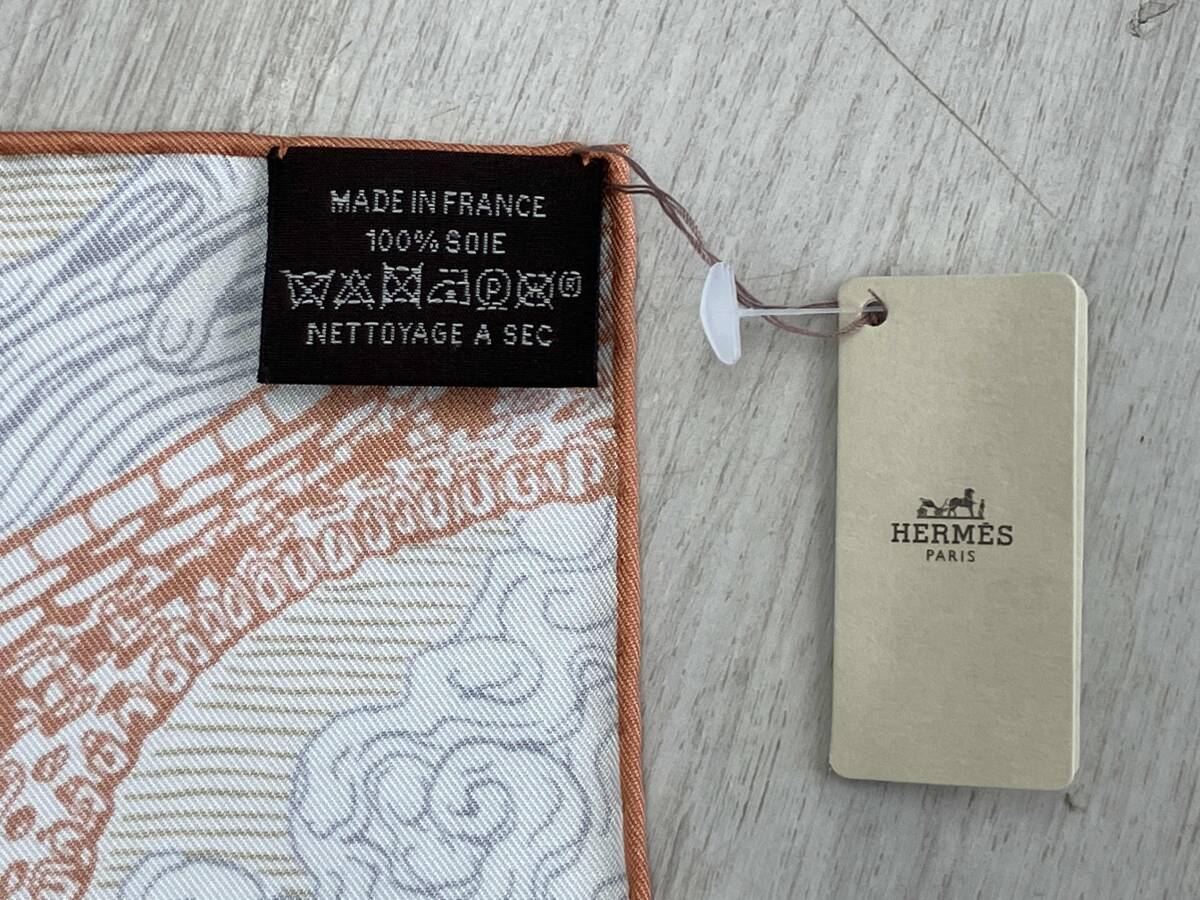 MADE IN FRANCE
100% SOIE
P ®
NETTOYAGE A SEC
HERMÈS
PARIS